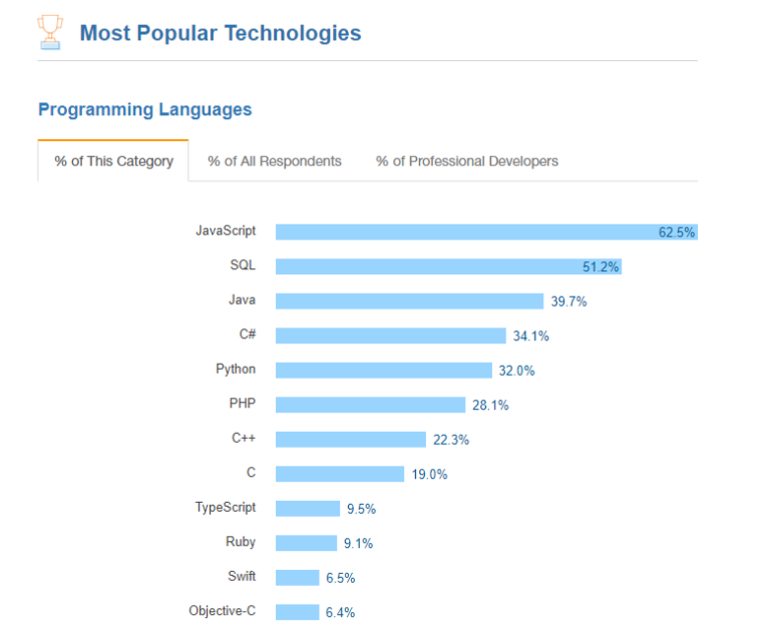 Most Popular Technologies
Programming Languages
% of This Category % of All Respondents % of Professional Developers
JavaScript 62.5%
SQL 51.2%
Java 39.7%
C# 34.1%
Python 32.0%
PHP 28.1%
C++ 22.3%
C 19.0%
TypeScript 9.5%
Ruby 9.1%
Swift 6.5%
Objective-C 6.4%